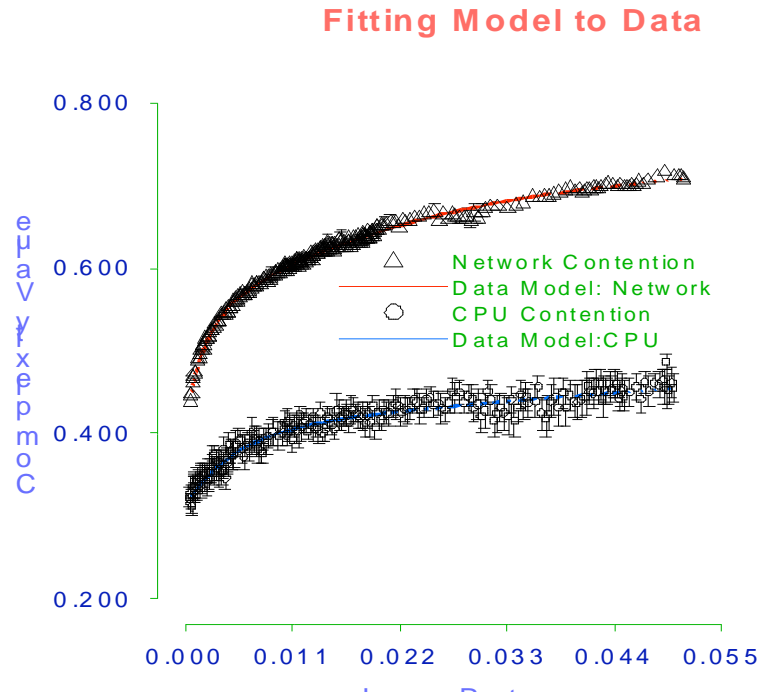 Fitting Model to Data
0.800
0.600
0.400
0.200
Network Contention
Data Model: Network
CPU Contention
Data Model:CPU
0.000 0.011 0.022 0.033 0.044 0.055